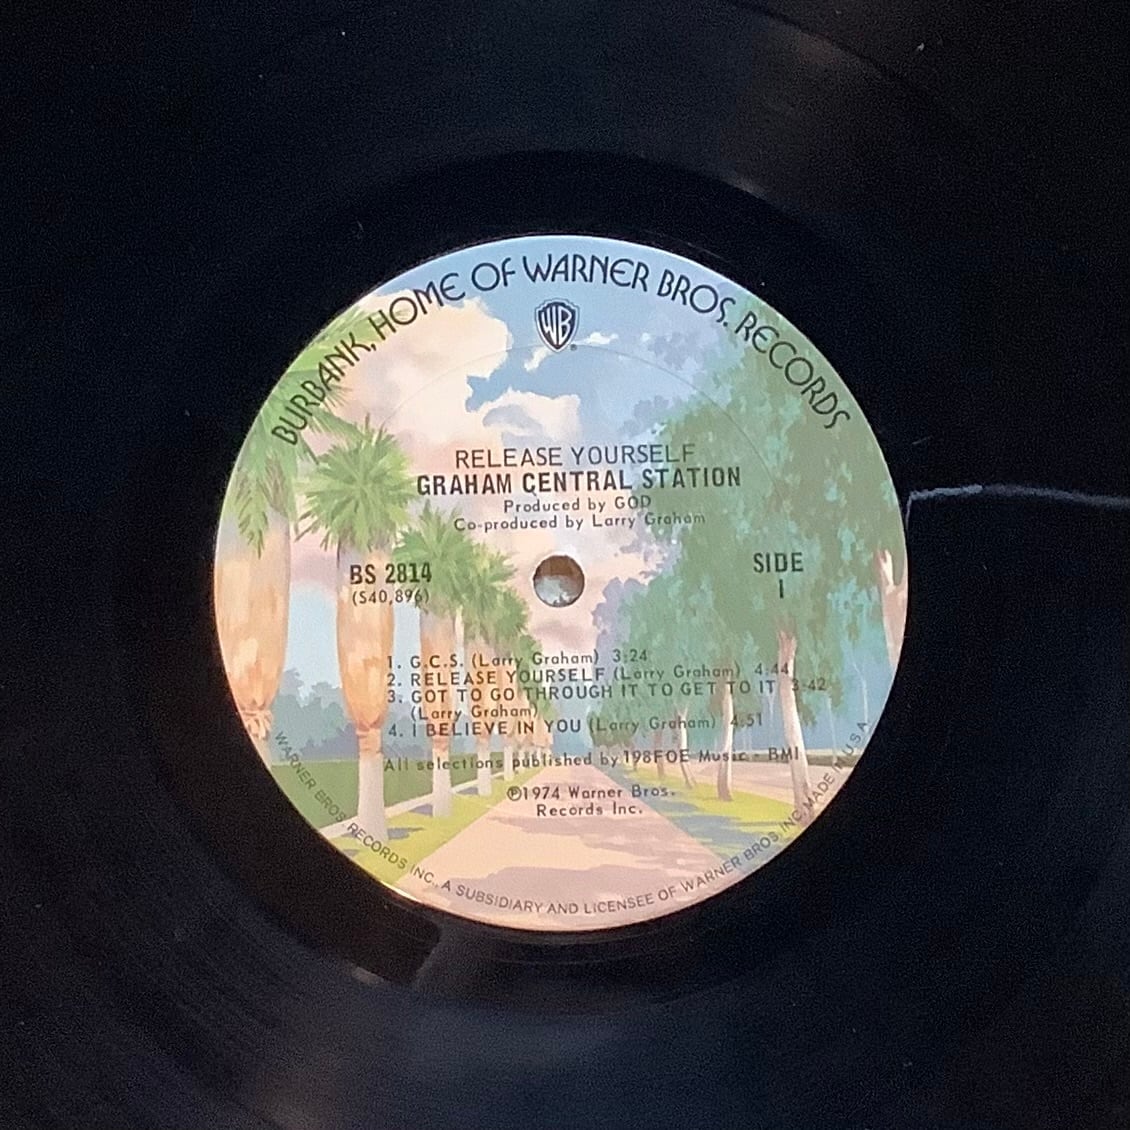 BURBANK, HOME OF WARNER BROS. RECORDS
WB
®
RELEASE YOURSELF
GRAHAM CENTRAL STATION
Produced by GOD
Co-produced by Larry Graham
BS 2814
(S40,896)
SIDE
1
1. G.C.S. (Larry Graham) 3:24
2. RELEASE YOURSELF (Larry Graham) 4:44
3. GOT TO GO THROUGH IT TO GET TO IT 3:42
(Larry Graham)
4. I BELIEVE IN YOU (Larry Graham) 4:51
All selections published by 198FOE Music - BMI
℗1974 Warner Bros.
Records Inc.
WARNER BROS. RECORDS INC., A SUBSIDIARY AND LICENSEE OF WARNER BROS. INC. MADE IN U.S.A.